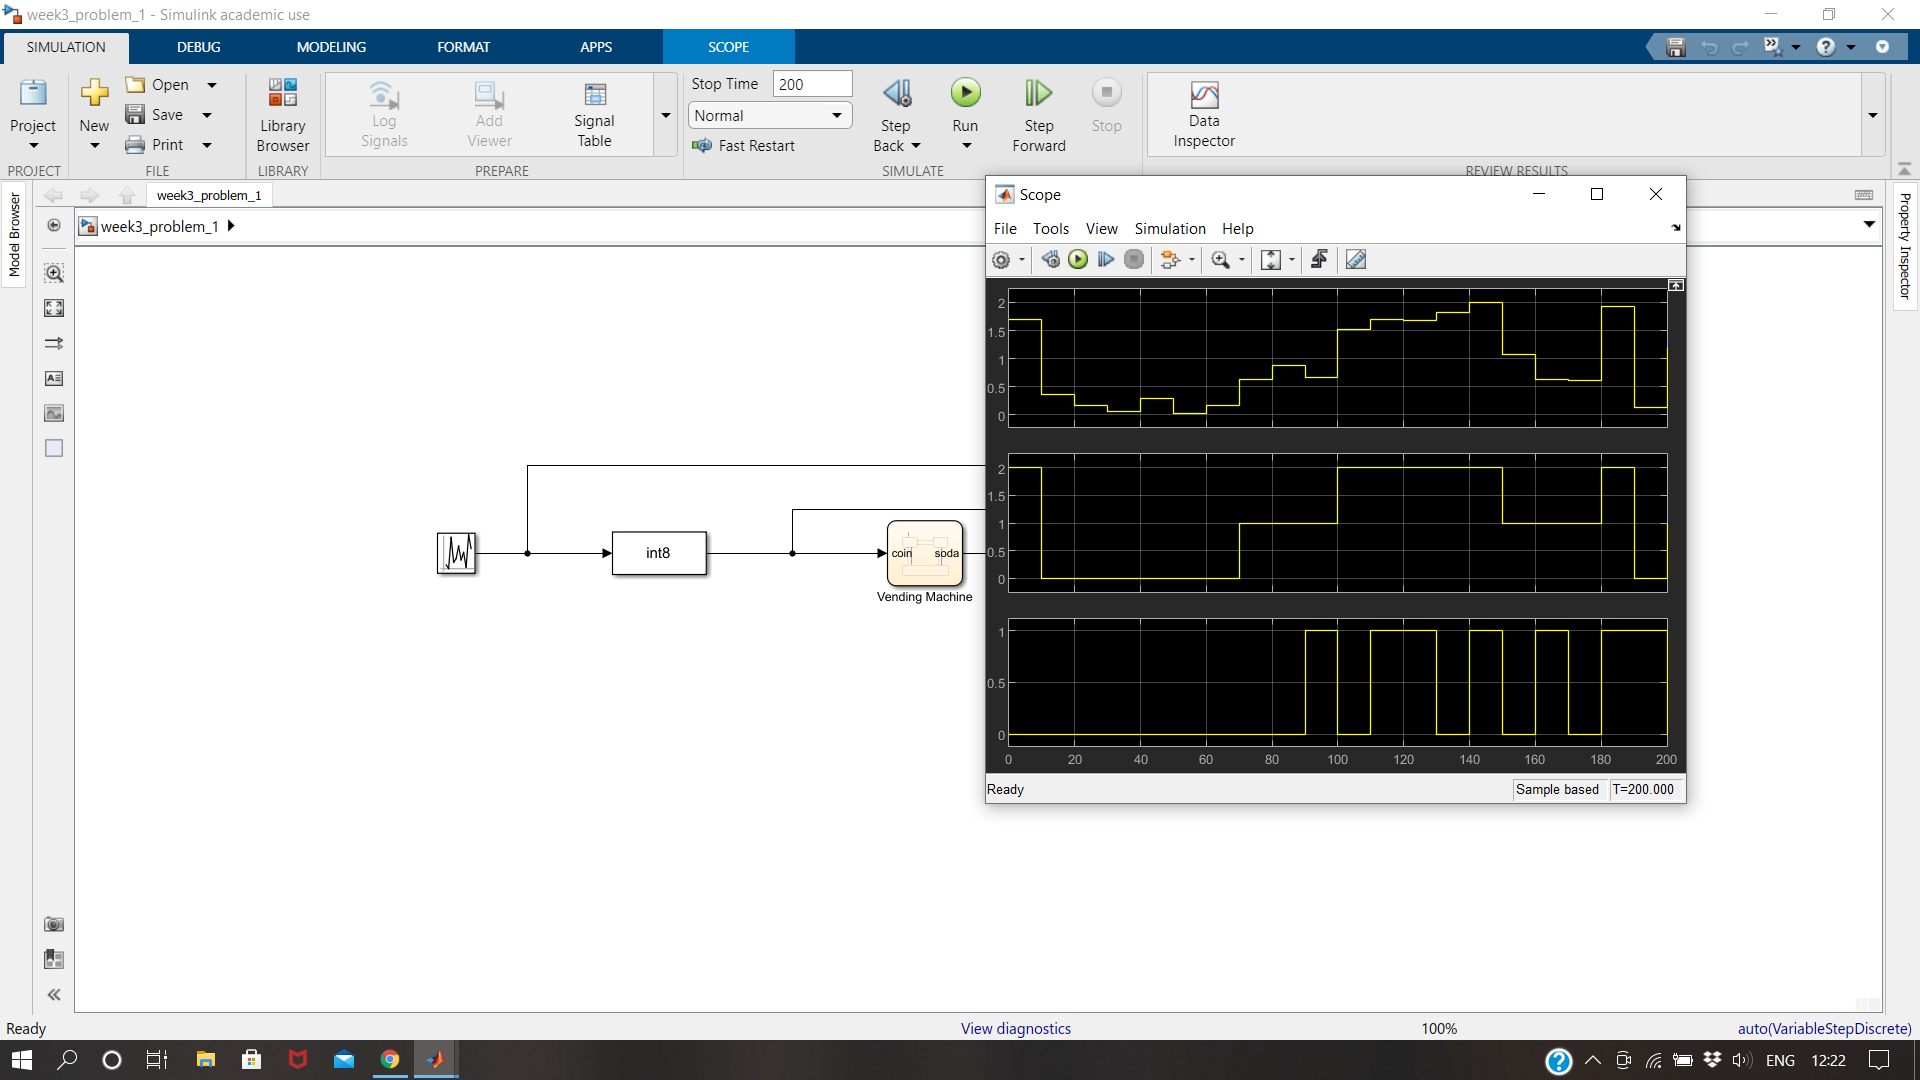 week3_problem_1 - Simulink academic use
SIMULATION DEBUG MODELING FORMAT APPS SCOPE
Project
New
Open
Save
Print
Library
Browser
Log
Signals
Add
Viewer
Signal
Table
Stop Time 200
Normal
Fast Restart
Step
Back
Run
Step
Forward
Stop
Data
Inspector
PROJECT FILE LIBRARY PREPARE SIMULATE REVIEW RESULTS
Model Browser
week3_problem_1
week3_problem_1
Property Inspector
int8
coin soda
Vending Machine
Scope
File Tools View Simulation Help
2
1.5
1
0.5
0
2
1.5
1
0.5
0
1
0.5
0
0 20 40 60 80 100 120 140 160 180 200
Ready Sample based T=200.000
Ready View diagnostics 100% auto(VariableStepDiscrete)
ENG 12:22